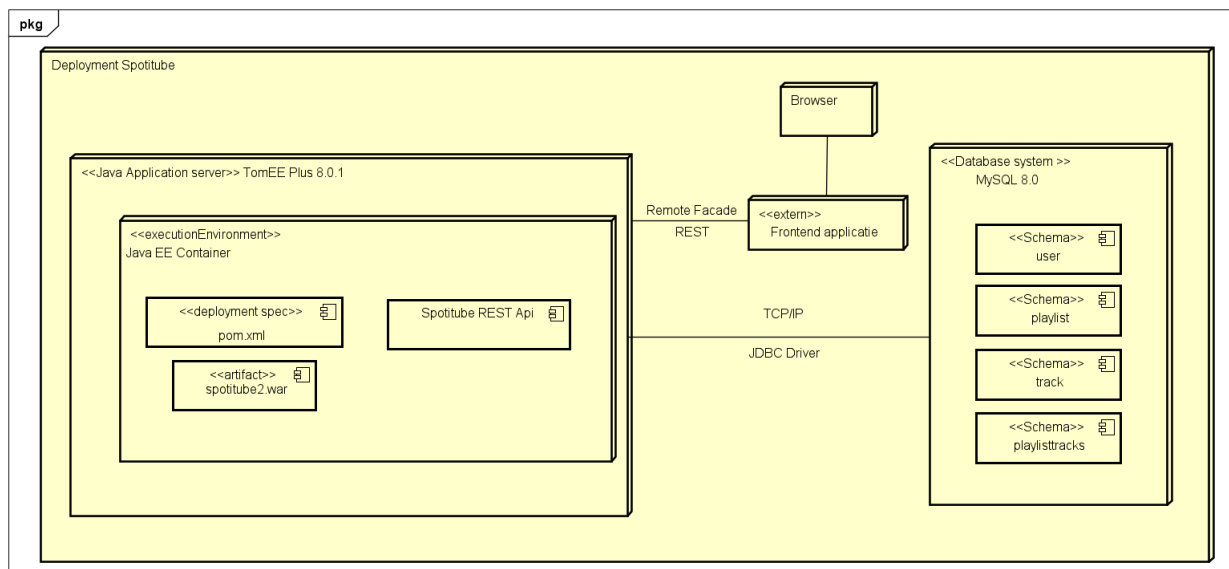 pkg
Deployment Spotitube
<<Java Application server>> TomEE Plus 8.0.1
<<executionEnvironment>>
Java EE Container
<<deployment spec>>
pom.xml
<<artifact>>
spotitube2.war
Spotitube REST Api
Remote Facade
REST
Browser
<<extern>>
Frontend applicatie
TCP/IP
JDBC Driver
<<Database system >>
MySQL 8.0
<<Schema>>
user
<<Schema>>
playlist
<<Schema>>
track
<<Schema>>
playlisttracks